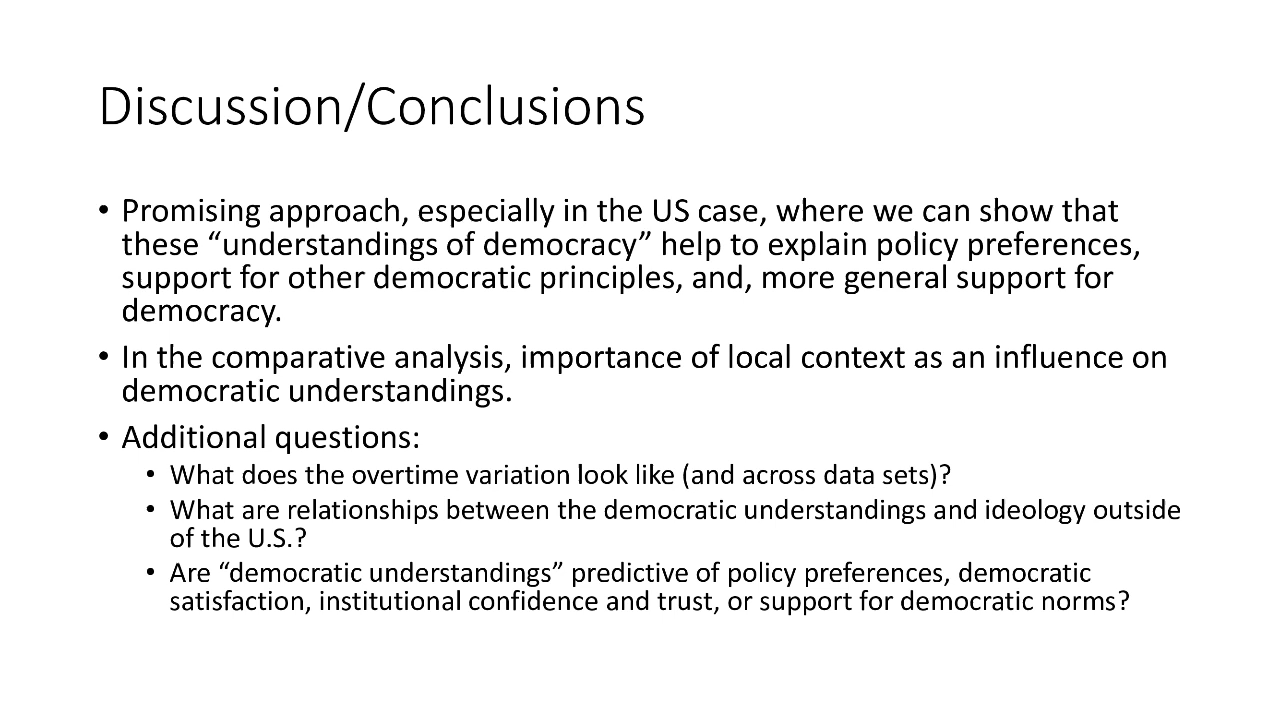 Discussion/Conclusions
• Promising approach, especially in the US case, where we can show that
these “understandings of democracy” help to explain policy preferences,
support for other democratic principles, and, more general support for
democracy.
• In the comparative analysis, importance of local context as an influence on
democratic understandings.
• Additional questions:
• What does the overtime variation look like (and across data sets)?
• What are relationships between the democratic understandings and ideology outside
of the U.S.?
• Are “democratic understandings” predictive of policy preferences, democratic
satisfaction, institutional confidence and trust, or support for democratic norms?